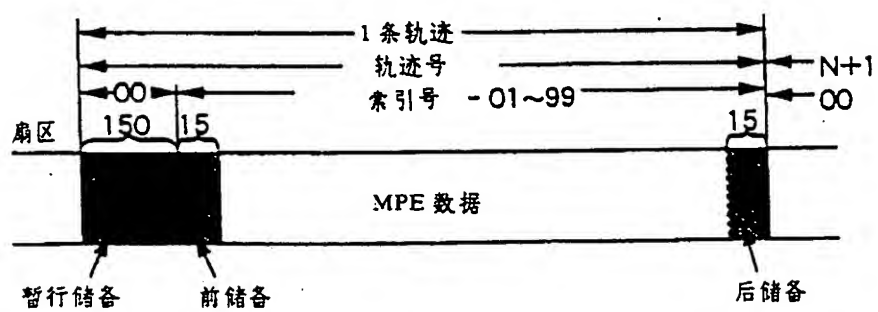 1 条轨迹
轨迹号 N+1
00 索引号 -01~99 00
扇区 150 15 15
MPE 数据
暂行储备 前储备 后储备